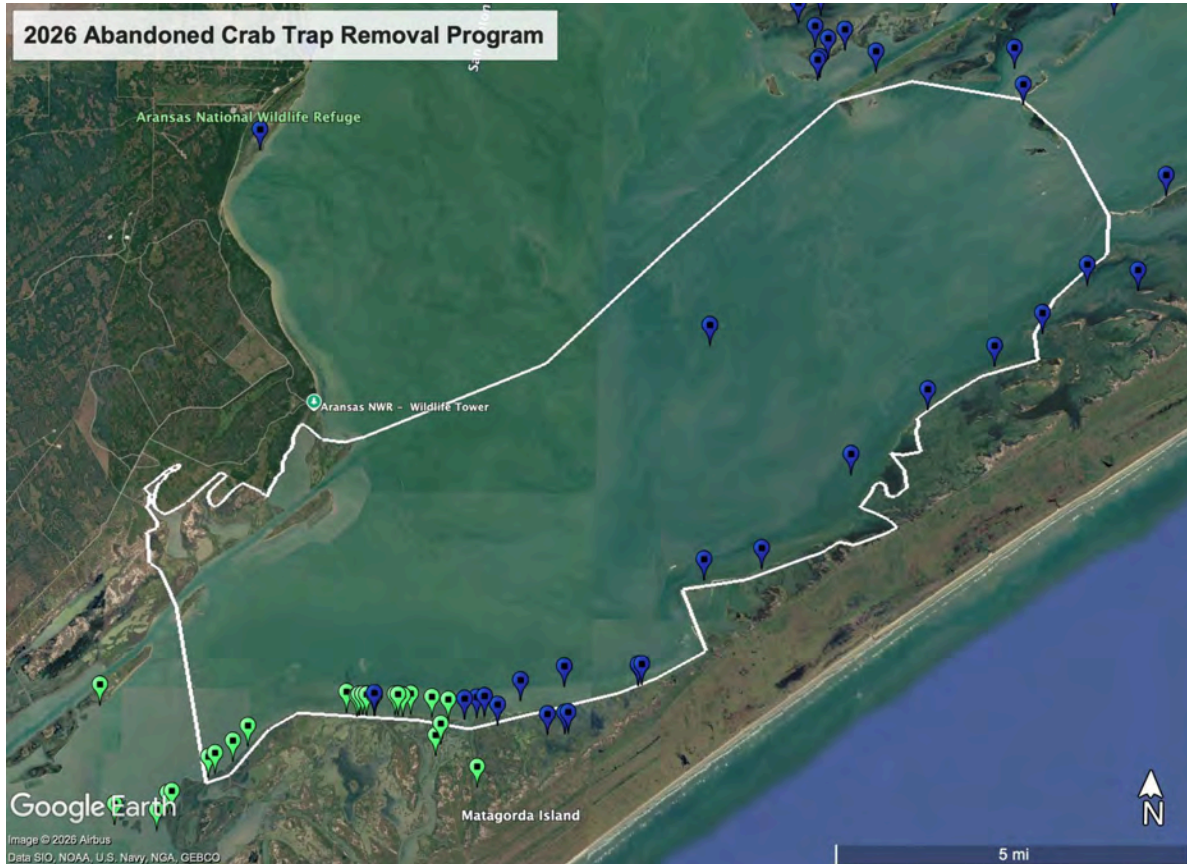 2026 Abandoned Crab Trap Removal Program
San
Aransas National Wildlife Refuge
Aransas NWR - Wildlife Tower
Matagorda Island
Google Earth
N
Image © 2026 Airbus
Data SIO, NOAA, U.S. Navy, NGA, GEBCO
5 mi